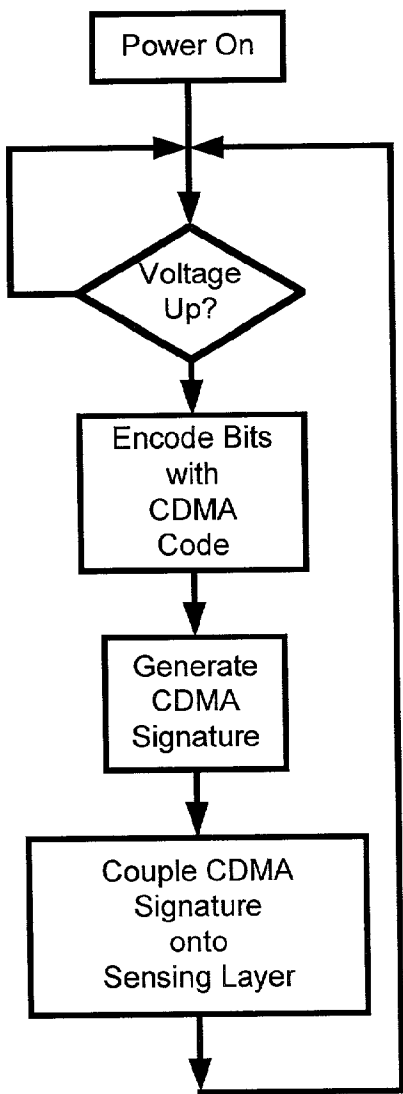 Power On
Voltage
Up?
Encode Bits
with
CDMA
Code
Generate
CDMA
Signature
Couple CDMA
Signature
onto
Sensing Layer